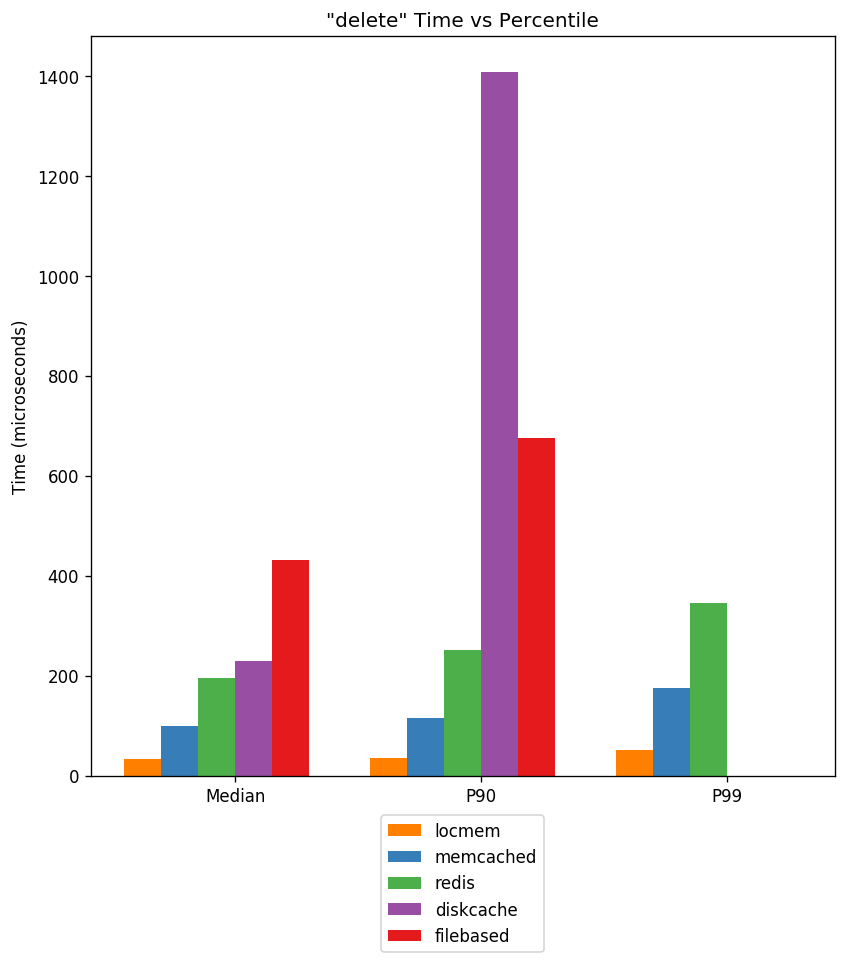 "delete" Time vs Percentile
1400
1200
1000
800
600
400
200
0
Time (microseconds)
Median
P90
P99
locmem
memcached
redis
diskcache
filebased